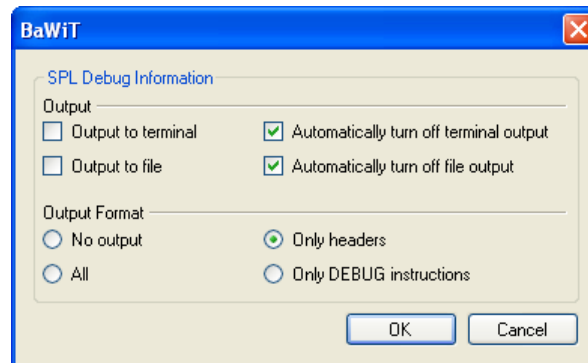 BaWiT
SPL Debug Information
Output
Output to terminal
Automatically turn off terminal output
Output to file
Automatically turn off file output
Output Format
No output
Only headers
All
Only DEBUG instructions
OK
Cancel